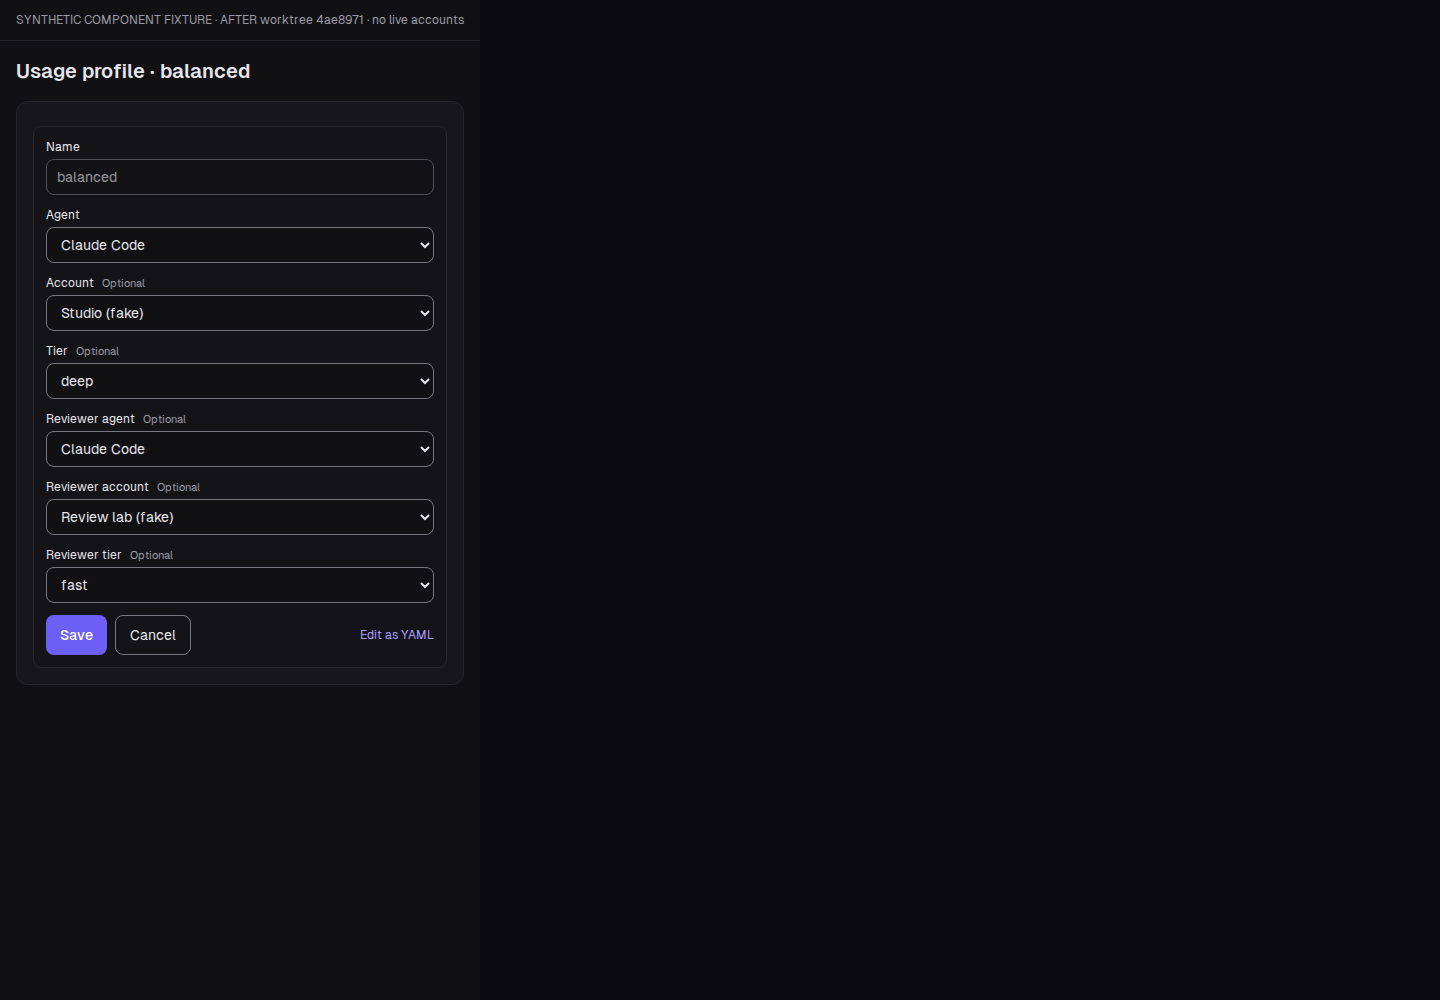 SYNTHETIC COMPONENT FIXTURE · AFTER worktree 4ae8971 · no live accounts
Usage profile · balanced
Name
balanced
Agent
Claude Code
Account Optional
Studio (fake)
Tier Optional
deep
Reviewer agent Optional
Claude Code
Reviewer account Optional
Review lab (fake)
Reviewer tier Optional
fast
Save Cancel Edit as YAML